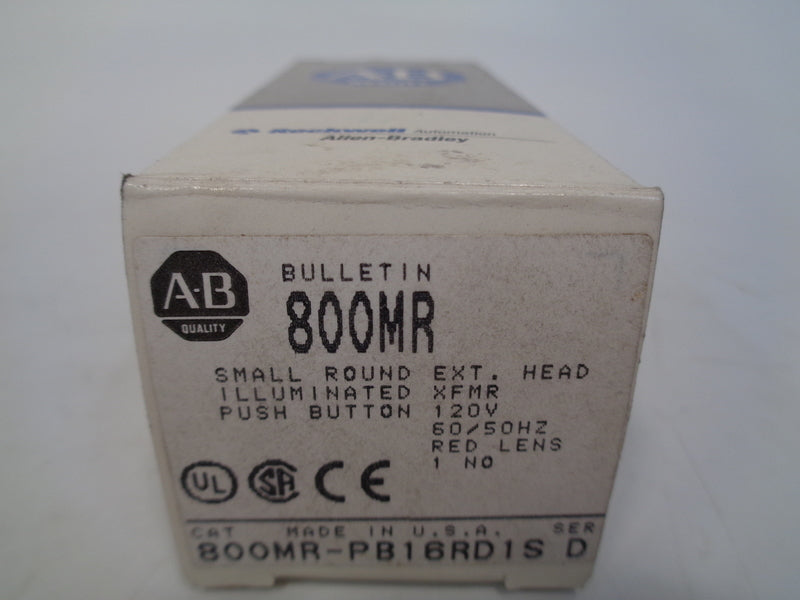 A-B
Rockwell Automation
Allen-Bradley
A-B
QUALITY
BULLETIN
800MR
SMALL ROUND EXT. HEAD
ILLUMINATED XFMR
PUSH BUTTON 120V
60/50HZ
RED LENS
1 NO
UL SA CE
CAT MADE IN U.S.A. SER
800MR-PB16RD1S D